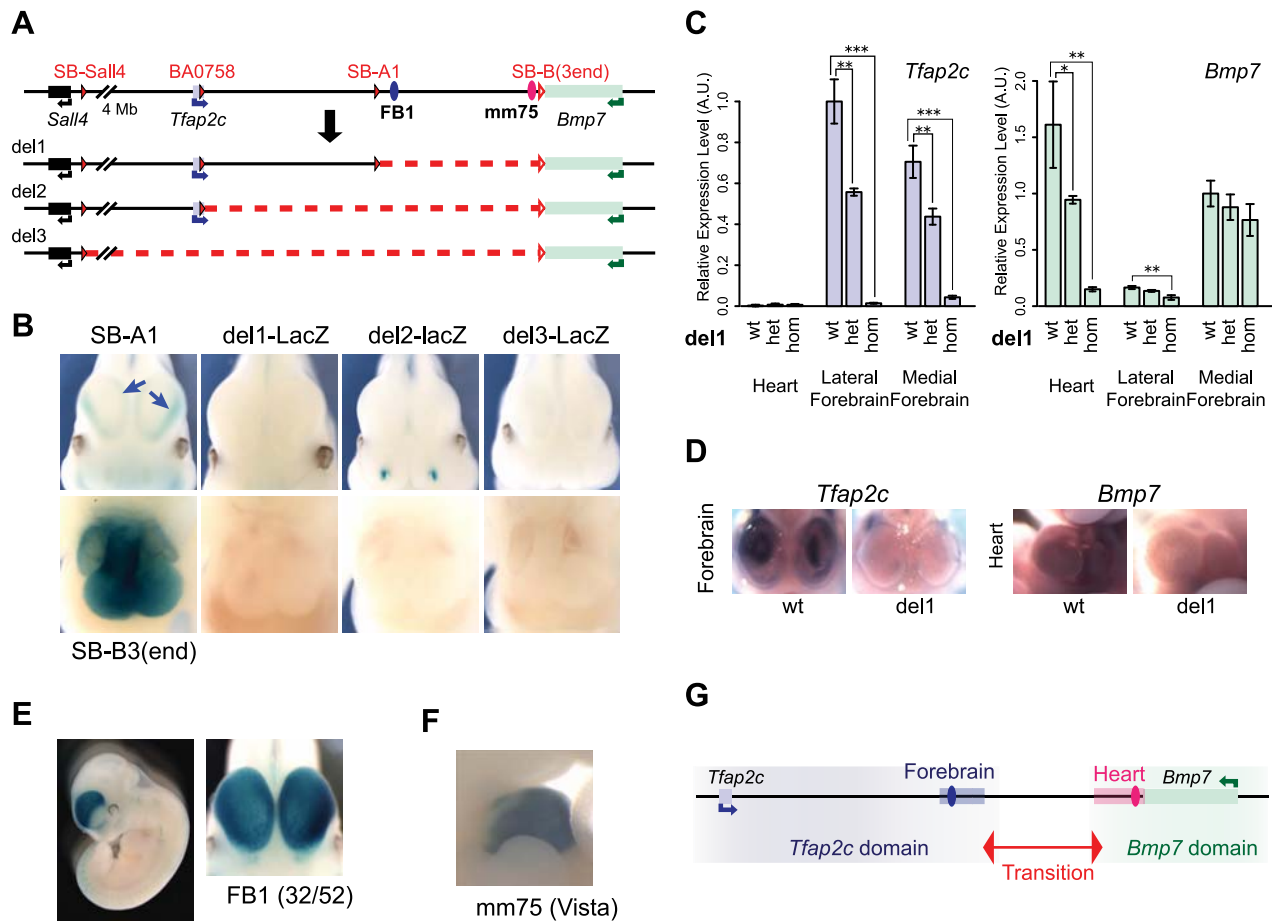 A
SB-Sall4
BA0758
SB-A1
SB-B(3end)
4 Mb
Sall4
Tfap2c
FB1
mm75
Bmp7
del1
del2
del3
B
SB-A1
del1-LacZ
del2-lacZ
del3-LacZ
SB-B3(end)
C
Relative Expression Level (A.U.)
0.0
0.2
0.4
0.6
0.8
1.0
Tfap2c
**
***
**
***
del1
wt
het
hom
wt
het
hom
wt
het
hom
Heart
Lateral
Forebrain
Medial
Forebrain
Relative Expression Level (A.U.)
0.0
0.5
1.0
1.5
2.0
Bmp7
**
*
**
del1
wt
het
hom
wt
het
hom
wt
het
hom
Heart
Lateral
Forebrain
Medial
Forebrain
D
Tfap2c
Bmp7
Forebrain
Heart
wt
del1
wt
del1
E
FB1 (32/52)
F
mm75 (Vista)
G
Tfap2c
Forebrain
Heart
Bmp7
Tfap2c domain
Transition
Bmp7 domain